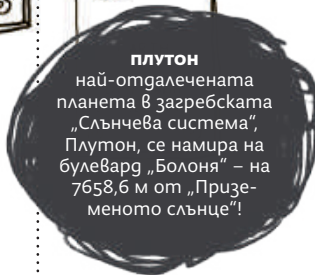 ПЛУТОН
най-отдалечената
планета в загребската
„Слънчева система“,
Плутон, се намира на
булевард „Болоня“ – на
7658,6 м от „Призе-
меното слънце“!